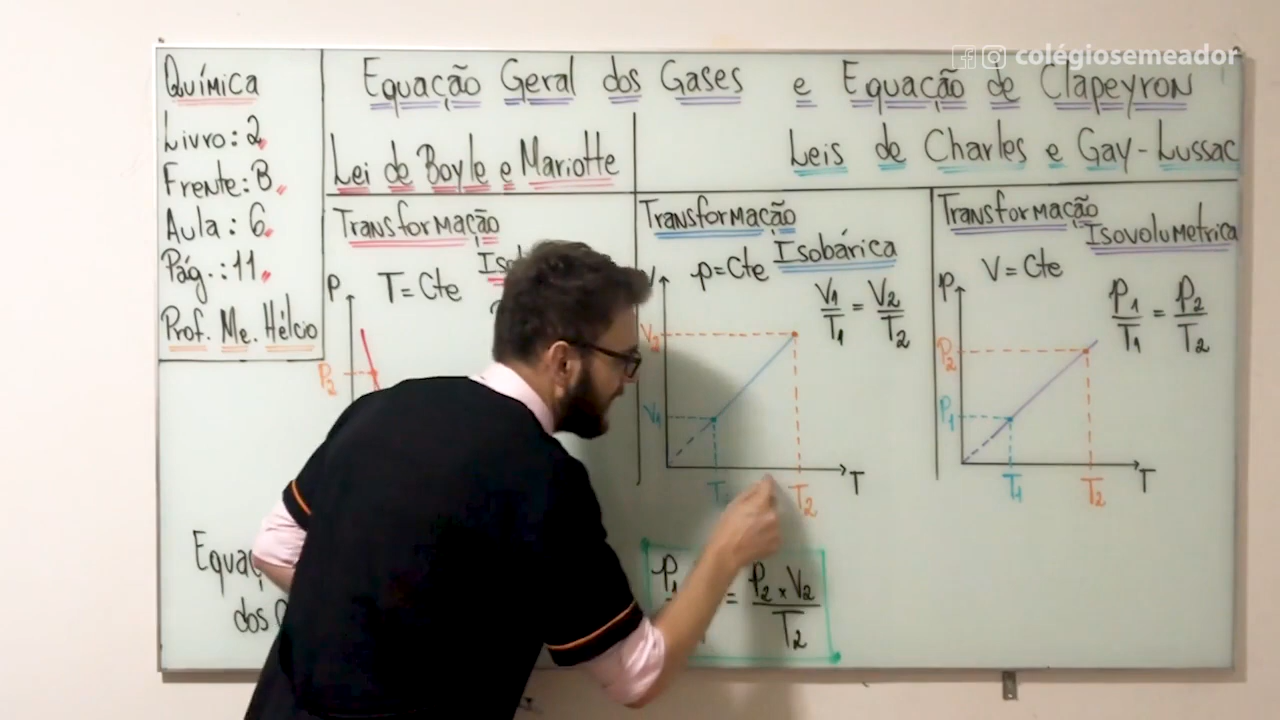 colégiosemeador
Química
Livro: 2
Frente: B
Aula: 6
Pág.: 11
Prof. Me. Hélcio
Equação Geral dos Gases e Equação de Clapeyron
Lei de Boyle e Mariotte
Leis de Charles e Gay-Lussac
Transformação
P
T=Cte
P2
Transformação
Isobárica
V
p=Cte
V1/T1 = V2/T2
V2
V1
T2
T
Transformação
Isovolumetrica
P
V=Cte
P1/T1 = P2/T2
P2
P1
T1
T2
T
dos
P1
= P2 x V2
T2